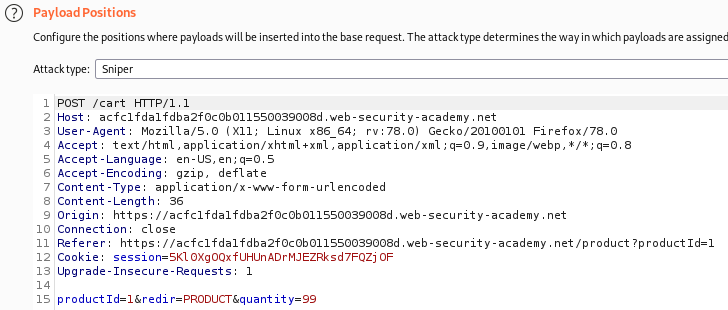 Payload Positions
Configure the positions where payloads will be inserted into the base request. The attack type determines the way in which payloads are assigned
Attack type: Sniper
1 POST /cart HTTP/1.1
2 Host: acfc1fda1fdba2f0c0b011550039008d.web-security-academy.net
3 User-Agent: Mozilla/5.0 (X11; Linux x86_64; rv:78.0) Gecko/20100101 Firefox/78.0
4 Accept: text/html,application/xhtml+xml,application/xml;q=0.9,image/webp,*/*;q=0.8
5 Accept-Language: en-US,en;q=0.5
6 Accept-Encoding: gzip, deflate
7 Content-Type: application/x-www-form-urlencoded
8 Content-Length: 36
9 Origin: https://acfc1fda1fdba2f0c0b011550039008d.web-security-academy.net
10 Connection: close
11 Referer: https://acfc1fda1fdba2f0c0b011550039008d.web-security-academy.net/product?productId=1
12 Cookie: session=5Kl0XgOQxfUHUnADrMJEZRksd7FQZjOF
13 Upgrade-Insecure-Requests: 1
14
15 productId=1&redir=PRODUCT&quantity=99